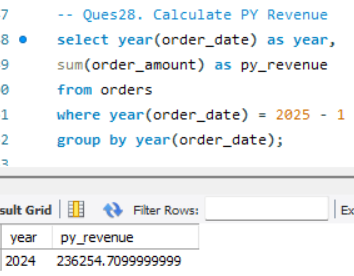 7 -- Ques28. Calculate PY Revenue
8 select year(order_date) as year,
9 sum(order_amount) as py_revenue
0 from orders
1 where year(order_date) = 2025 - 1
2 group by year(order_date);
3
sult Grid Filter Rows: Ex
year py_revenue
2024 236254.7099999999